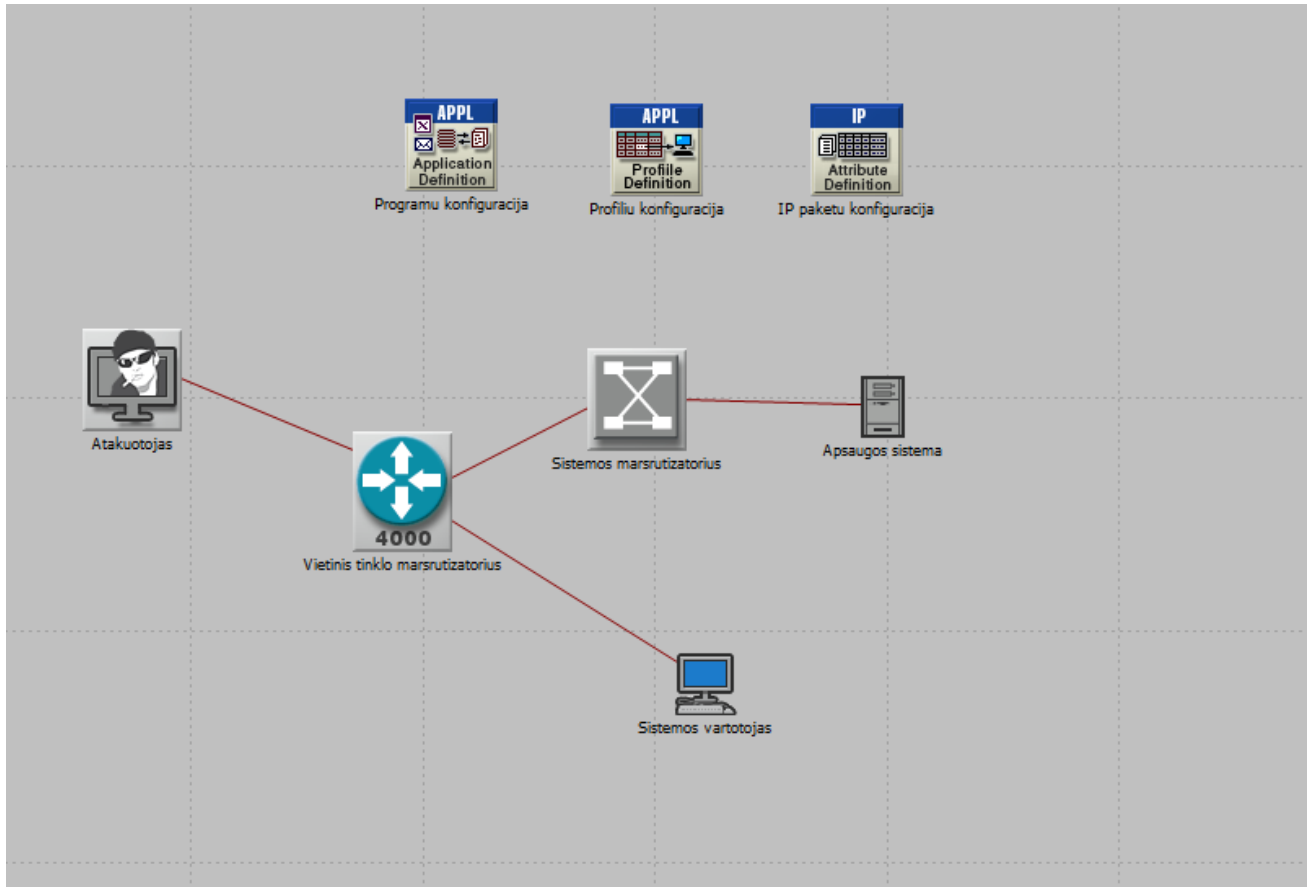 APPL
Application
Definition
Programu konfiguracija
APPL
Profiile
Definition
Profiliu konfiguracija
IP
Attribute
Definition
IP paketu konfiguracija
Atakuotojas
4000
Vietinis tinklo marsrutizatorius
Sistemos marsrutizatorius
Apsaugos sistema
Sistemos vartotojas